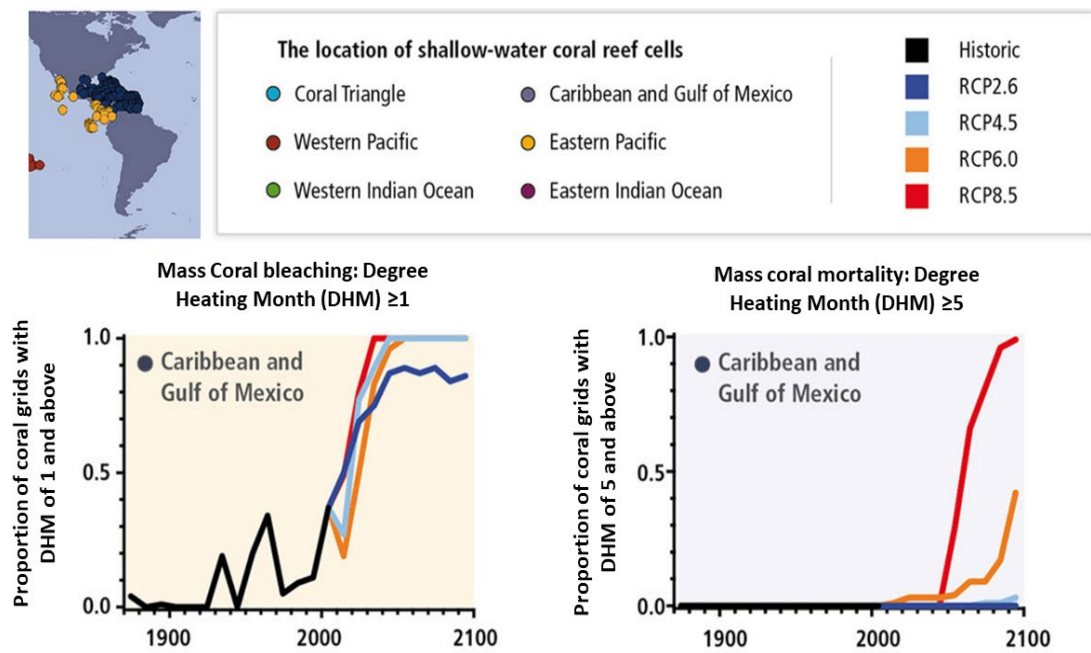 The location of shallow-water coral reef cells
Coral Triangle
Caribbean and Gulf of Mexico
Western Pacific
Eastern Pacific
Western Indian Ocean
Eastern Indian Ocean
Historic
RCP2.6
RCP4.5
RCP6.0
RCP8.5
Mass Coral bleaching: Degree
Heating Month (DHM) ≥1
Proportion of coral grids with
DHM of 1 and above
1.0
0.5
0.0
Caribbean and
Gulf of Mexico
1900
2000
2100
Mass coral mortality: Degree
Heating Month (DHM) ≥5
Proportion of coral grids with
DHM of 5 and above
1.0
0.5
0.0
Caribbean and
Gulf of Mexico
1900
2000
2100